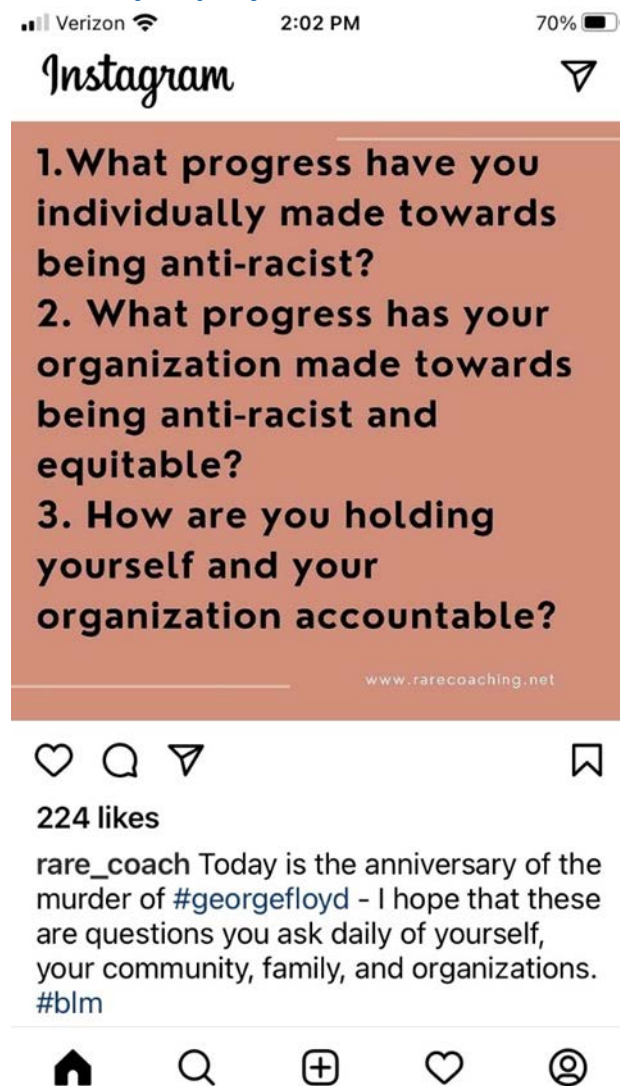 Verizon 2:02 PM 70%
Instagram
1.What progress have you
individually made towards
being anti-racist?
2. What progress has your
organization made towards
being anti-racist and
equitable?
3. How are you holding
yourself and your
organization accountable?
www.rarecoaching.net
224 likes
rare_coach Today is the anniversary of the
murder of #georgefloyd - I hope that these
are questions you ask daily of yourself,
your community, family, and organizations.
#blm